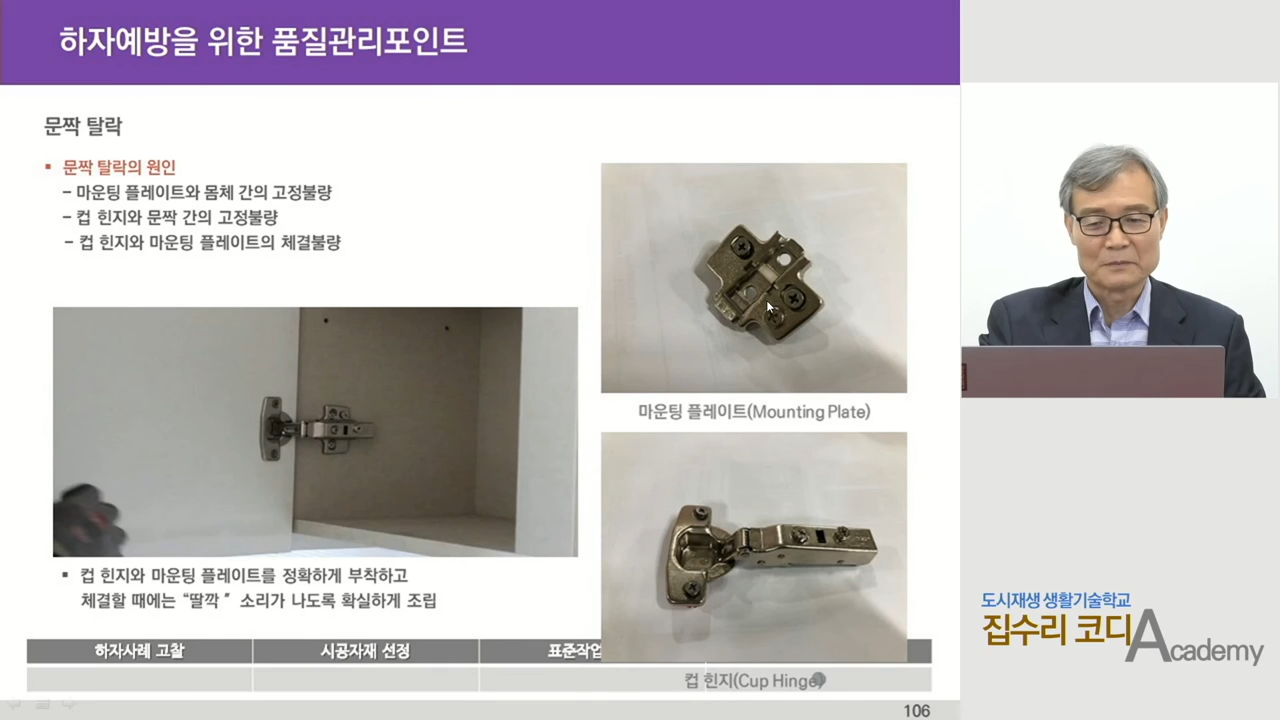 하자예방을 위한 품질관리포인트
문짝 탈락
▪ 문짝 탈락의 원인
– 마운팅 플레이트와 몸체 간의 고정불량
– 컵 힌지와 문짝 간의 고정불량
– 컵 힌지와 마운팅 플레이트의 체결불량
마운팅 플레이트(Mounting Plate)
▪ 컵 힌지와 마운팅 플레이트를 정확하게 부착하고
체결할 때에는 “딸깍 ” 소리가 나도록 확실하게 조립
하자사례 고찰
시공자재 선정
표준작업
컵 힌지(Cup Hinge)
106
도시재생 생활기술학교
집수리 코디 Academy